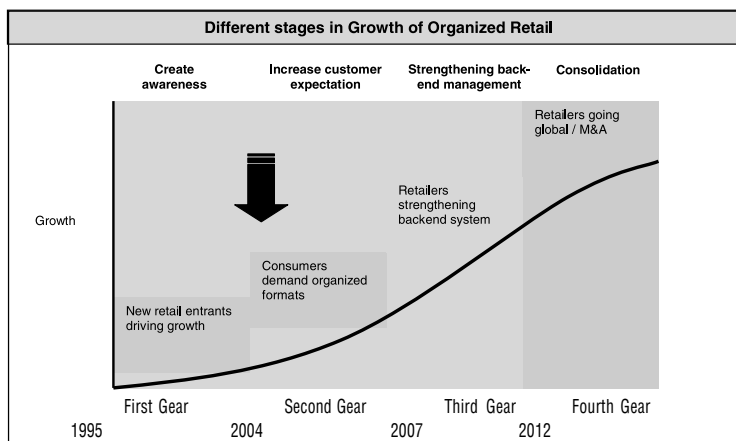 Different stages in Growth of Organized Retail
Create
awareness
Increase customer
expectation
Strengthening back-
end management
Consolidation
Retailers going
global / M&A
Retailers
strengthening
backend system
Growth
Consumers
demand organized
formats
New retail entrants
driving growth
First Gear
Second Gear
Third Gear
Fourth Gear
1995
2004
2007
2012